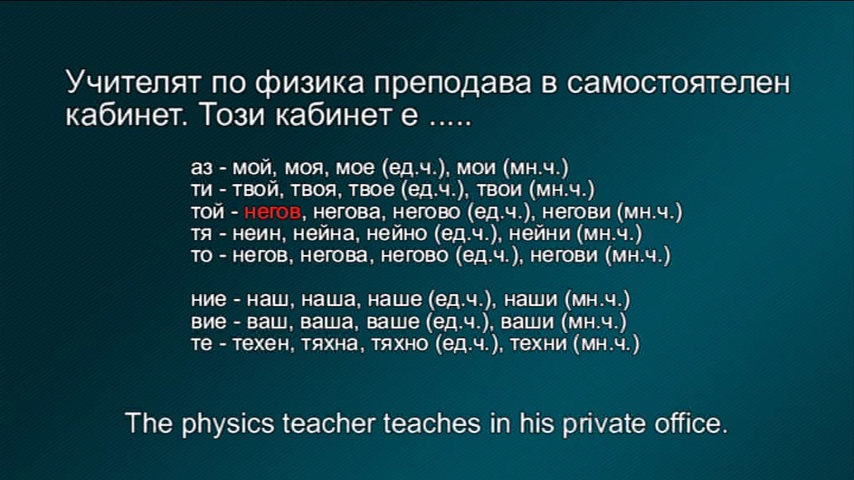 Учителят по физика преподава в самостоятелен
кабинет. Този кабинет е .....
аз - мой, моя, мое (ед.ч.), мои (мн.ч.)
ти - твой, твоя, твое (ед.ч.), твои (мн.ч.)
той - негов, негова, негово (ед.ч.), негови (мн.ч.)
тя - неин, нейна, нейно (ед.ч.), нейни (мн.ч.)
то - негов, негова, негово (ед.ч.), негови (мн.ч.)
ние - наш, наша, наше (ед.ч.), наши (мн.ч.)
вие - ваш, ваша, ваше (ед.ч.), ваши (мн.ч.)
те - техен, тяхна, тяхно (ед.ч.), техни (мн.ч.)
The physics teacher teaches in his private office.